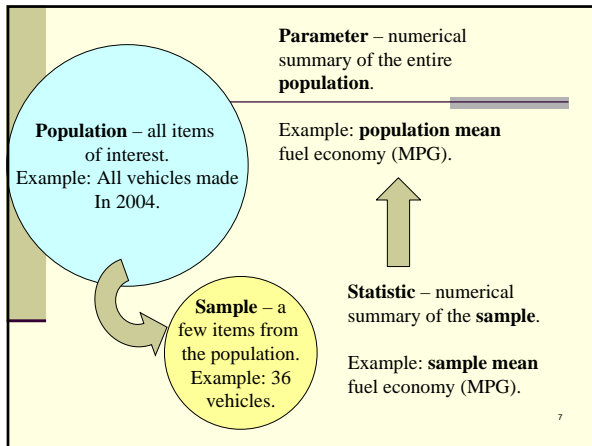 Parameter – numerical
summary of the entire
population.
Population – all items
of interest.
Example: All vehicles made
In 2004.
Example: population mean
fuel economy (MPG).
Sample – a
few items from
the population.
Example: 36
vehicles.
Statistic – numerical
summary of the sample.
Example: sample mean
fuel economy (MPG).
7